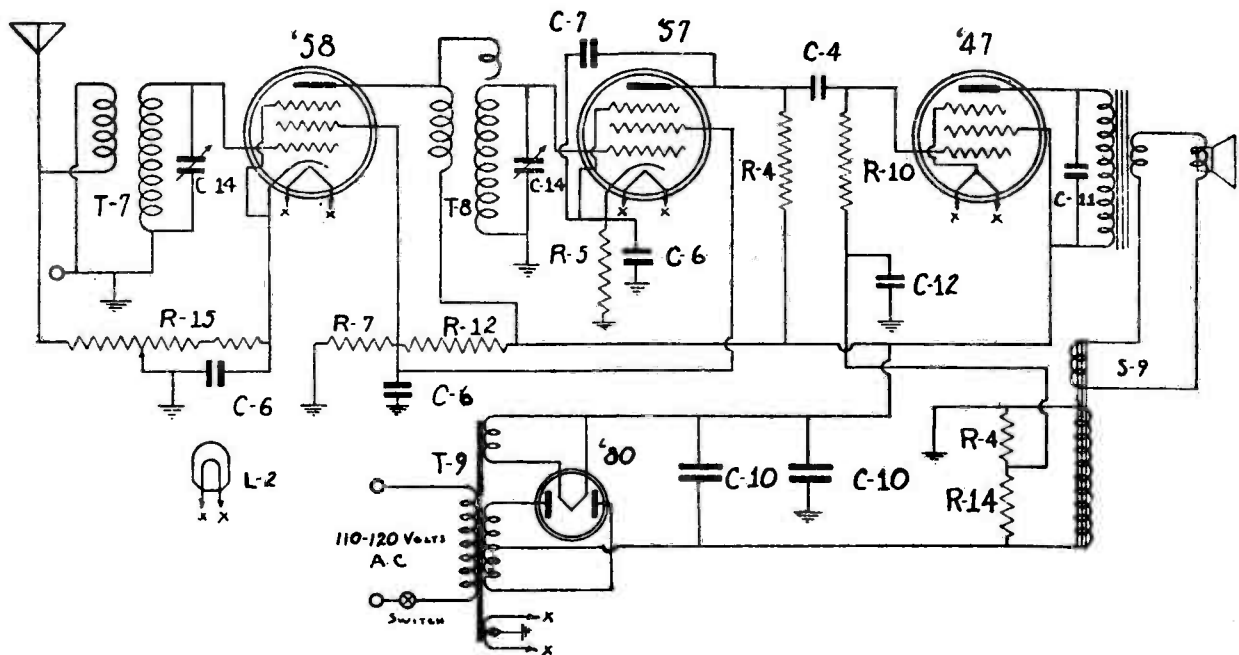 '58
C-7
'57
C-4
'47
T-7
C-14
T-8
C-14
R-4
R-10
C-11
R-5
C-6
C-12
R-15
R-7
R-12
C-6
C-6
S-9
L-2
T-9
'80
C-10
C-10
R-4
R-14
110-120 VOLTS
A.C
SWITCH
x
x
x
x
x
x
x
x
x
x